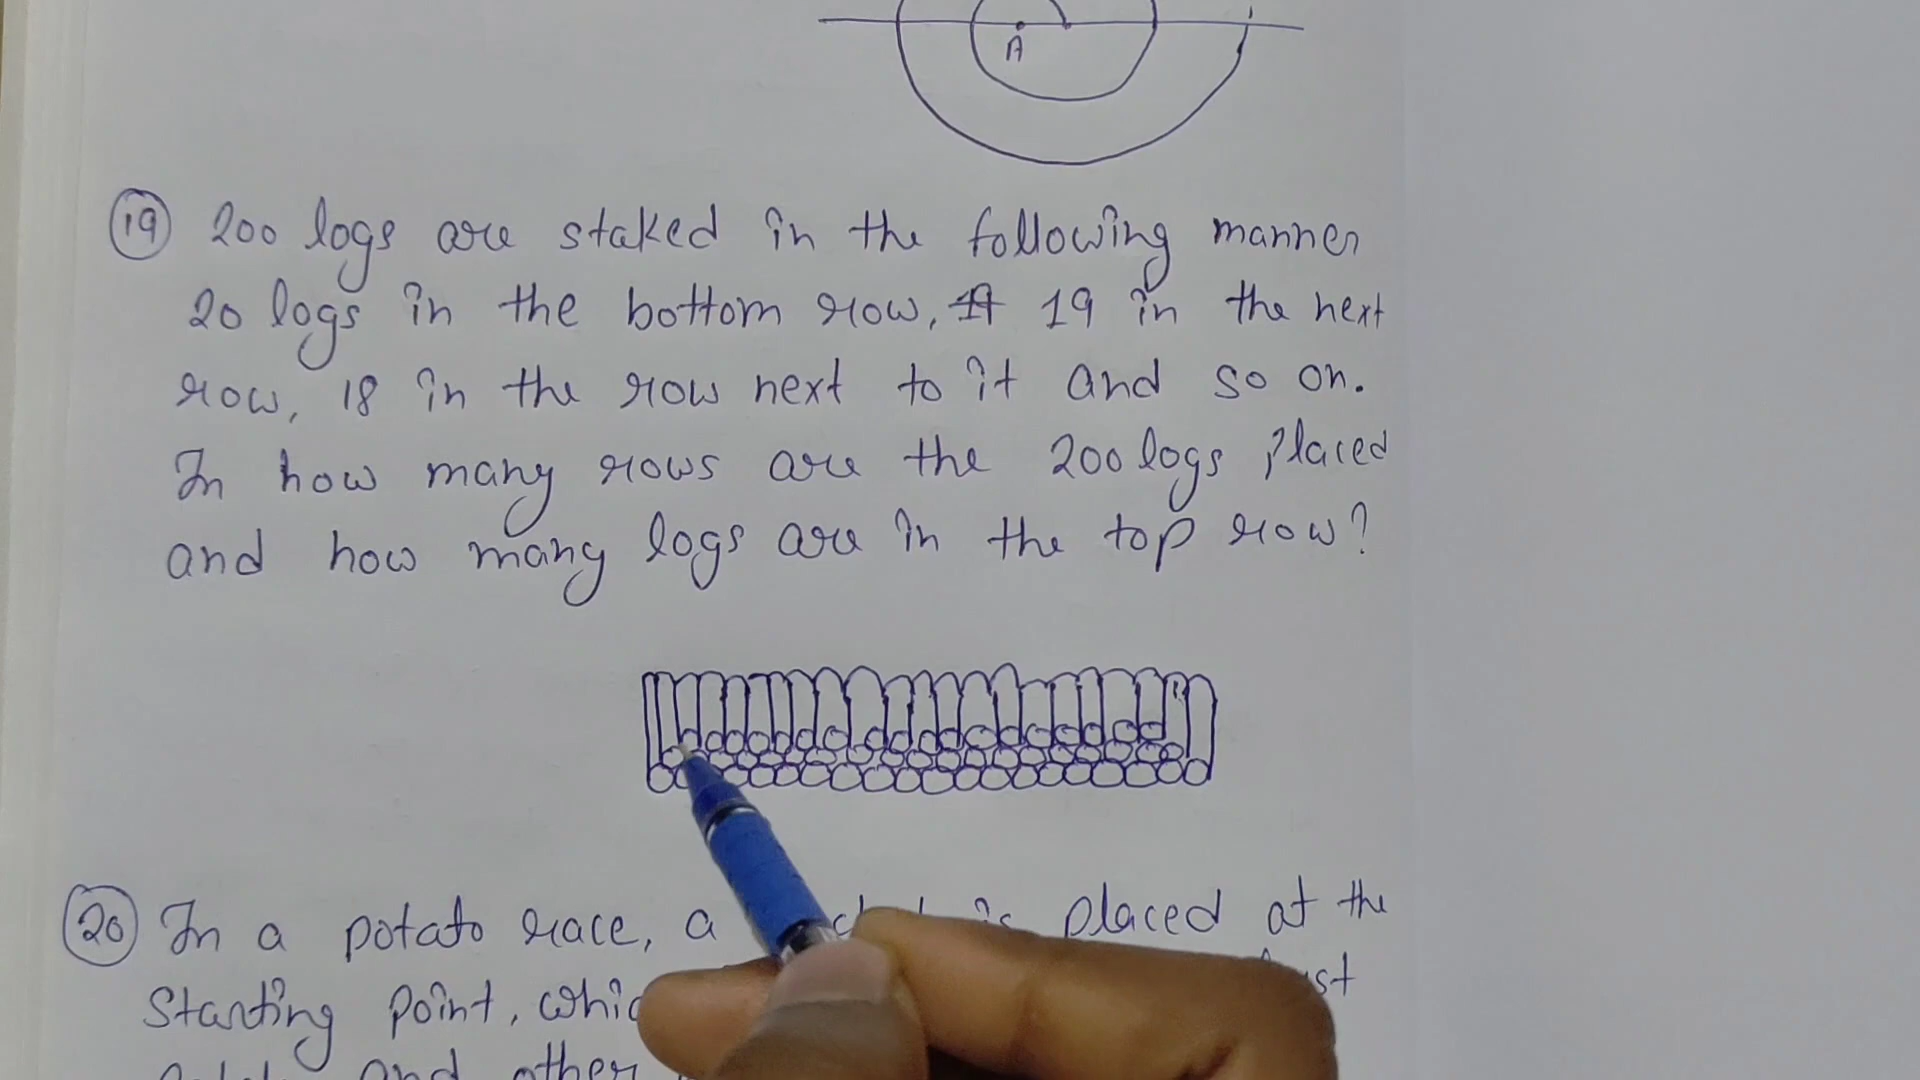 A
19 200 logs are staked in the following manner
20 logs in the bottom row, 19 in the next
row, 18 in the row next to it and so on.
In how many rows are the 200 logs placed
and how many logs are in the top row?
20 In a potato race, a is placed at the
Starting point,
and other